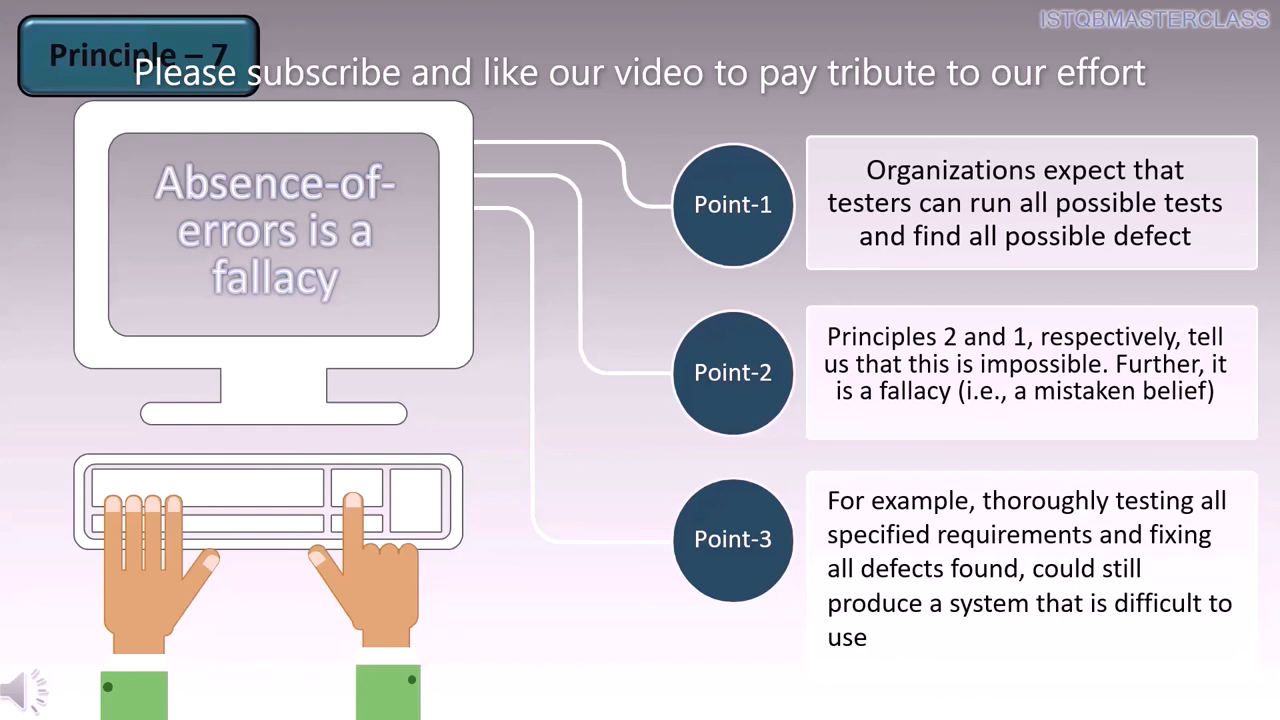 ISTQBMASTERCLASS
Principle – 7
Please subscribe and like our video to pay tribute to our effort
Absence-of-
errors is a
fallacy
Point-1
Organizations expect that
testers can run all possible tests
and find all possible defect
Point-2
Principles 2 and 1, respectively, tell
us that this is impossible. Further, it
is a fallacy (i.e., a mistaken belief)
Point-3
For example, thoroughly testing all
specified requirements and fixing
all defects found, could still
produce a system that is difficult to
use